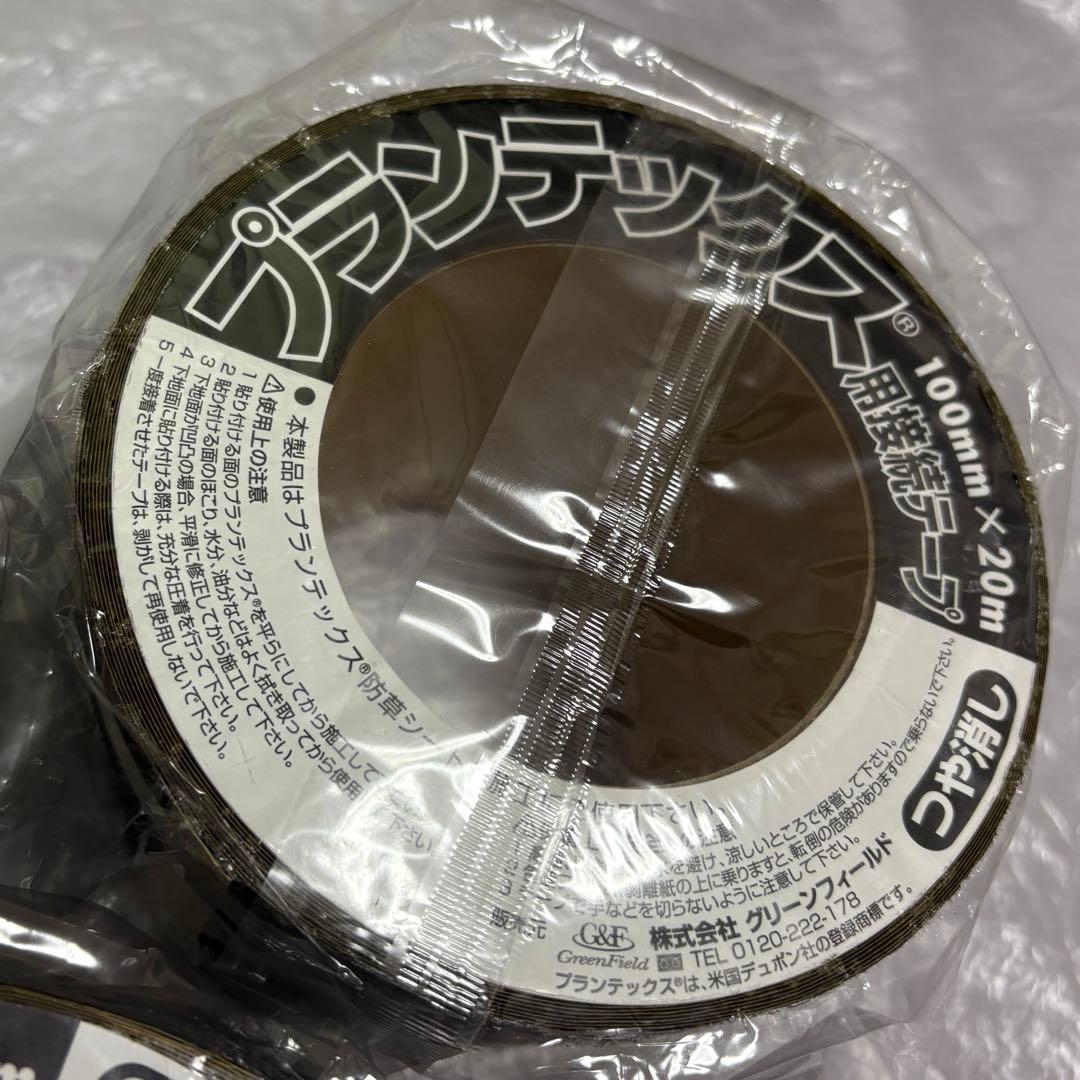 プランテックス®用接続テープ
100mm×20m
つや消し
●本製品はプランテックス®防草シート
使用下さい。
⚠使用上の注意
1 貼り付ける面のプランテックス®を平らにしてから施工して
2 貼り付ける面のほこり、水分、油分などはよく拭き取ってから使用
下さい。
3 下地面が凹凸の場合、平滑に修正してから施工して下さい。
4 下地面に貼り付ける際は、充分な圧着を行って下さい。
5 一度接着させたテープは、剥がして再使用しないで下さい。
注意
を避け、涼しいところで保管して下さい。
剥離紙の上に乗りますと、転倒の危険がありますので乗らないで下さい。
で手などを切らないように注意して下さい。
販売元
G&F
GreenField
株式会社 グリーンフィールド
TEL 0120-222-178
プランテックス®は、米国デュポン社の登録商標です。